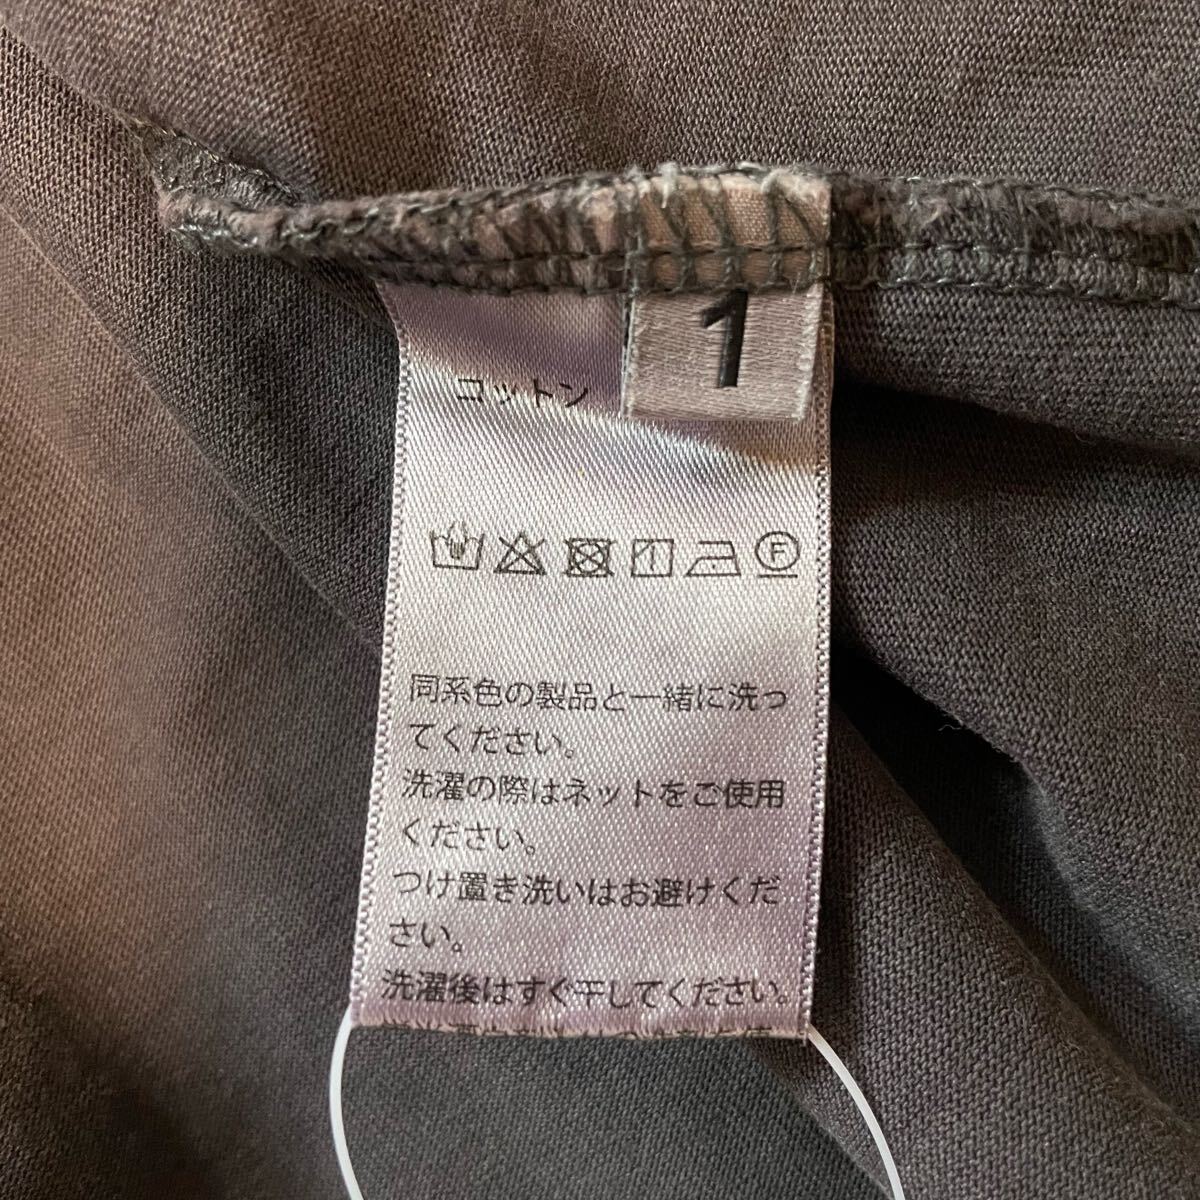 1
コットン
F
同系色の製品と一緒に洗っ
てください。
洗濯の際はネットをご使用
ください。
つけ置き洗いはお避けくだ
さい。
洗濯後はすぐ干してください。